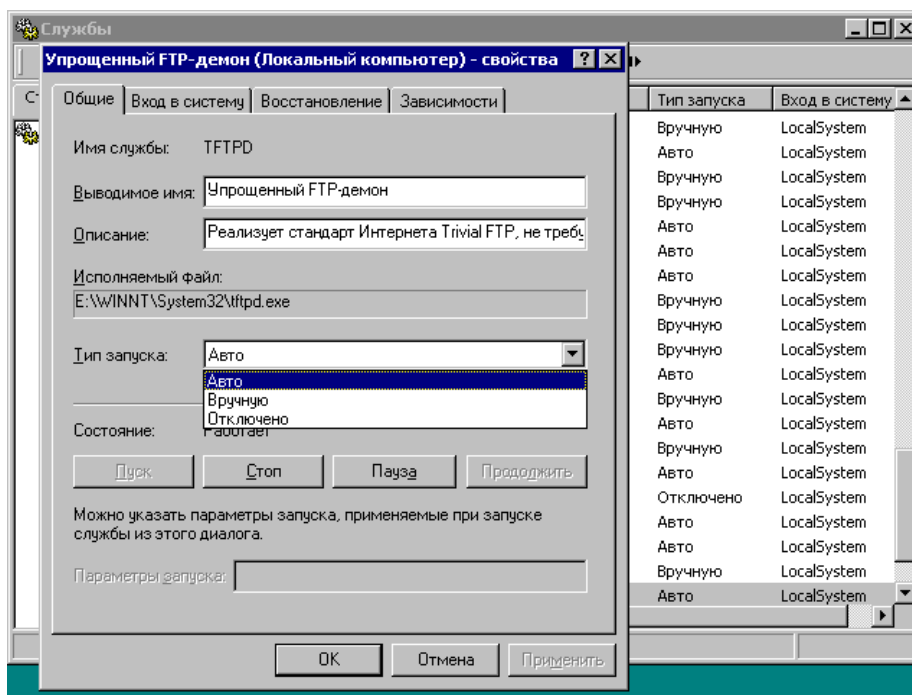 Службы
Упрощенный FTP-демон (Локальный компьютер) - свойства
Общие
Вход в систему
Восстановление
Зависимости
Имя службы: TFTPD
Выводимое имя: Упрощенный FTP-демон
Описание: Реализует стандарт Интернета Trivial FTP, не требу
Исполняемый файл:
E:\WINNT\System32\tftpd.exe
Тип запуска: Авто
Авто
Вручную
Отключено
Состояние: Работает
Пуск
Стоп
Пауза
Продолжить
Можно указать параметры запуска, применяемые при запуске
службы из этого диалога.
Параметры запуска:
OK
Отмена
Применить
Тип запуска Вход в систему
Вручную LocalSystem
Авто LocalSystem
Вручную LocalSystem
Вручную LocalSystem
Авто LocalSystem
Авто LocalSystem
Авто LocalSystem
Вручную LocalSystem
Вручную LocalSystem
Вручную LocalSystem
Авто LocalSystem
Вручную LocalSystem
Авто LocalSystem
Вручную LocalSystem
Авто LocalSystem
Отключено LocalSystem
Авто LocalSystem
Авто LocalSystem
Вручную LocalSystem
Авто LocalSystem